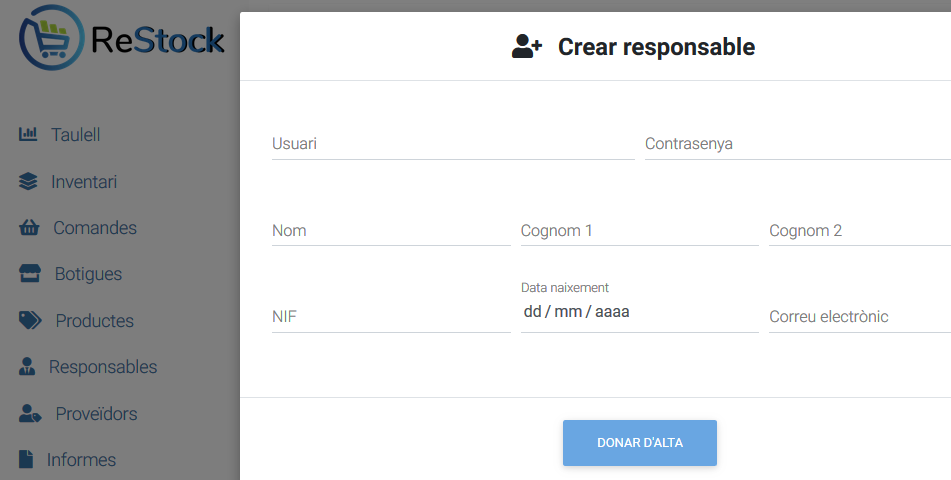 ReStock
Crear responsable
Taulell
Inventari
Comandes
Botigues
Productes
Responsables
Proveïdors
Informes
Usuari
Contrasenya
Nom
Cognom 1
Cognom 2
NIF
Data naixement
dd / mm / aaaa
Correu electrònic
DONAR D'ALTA